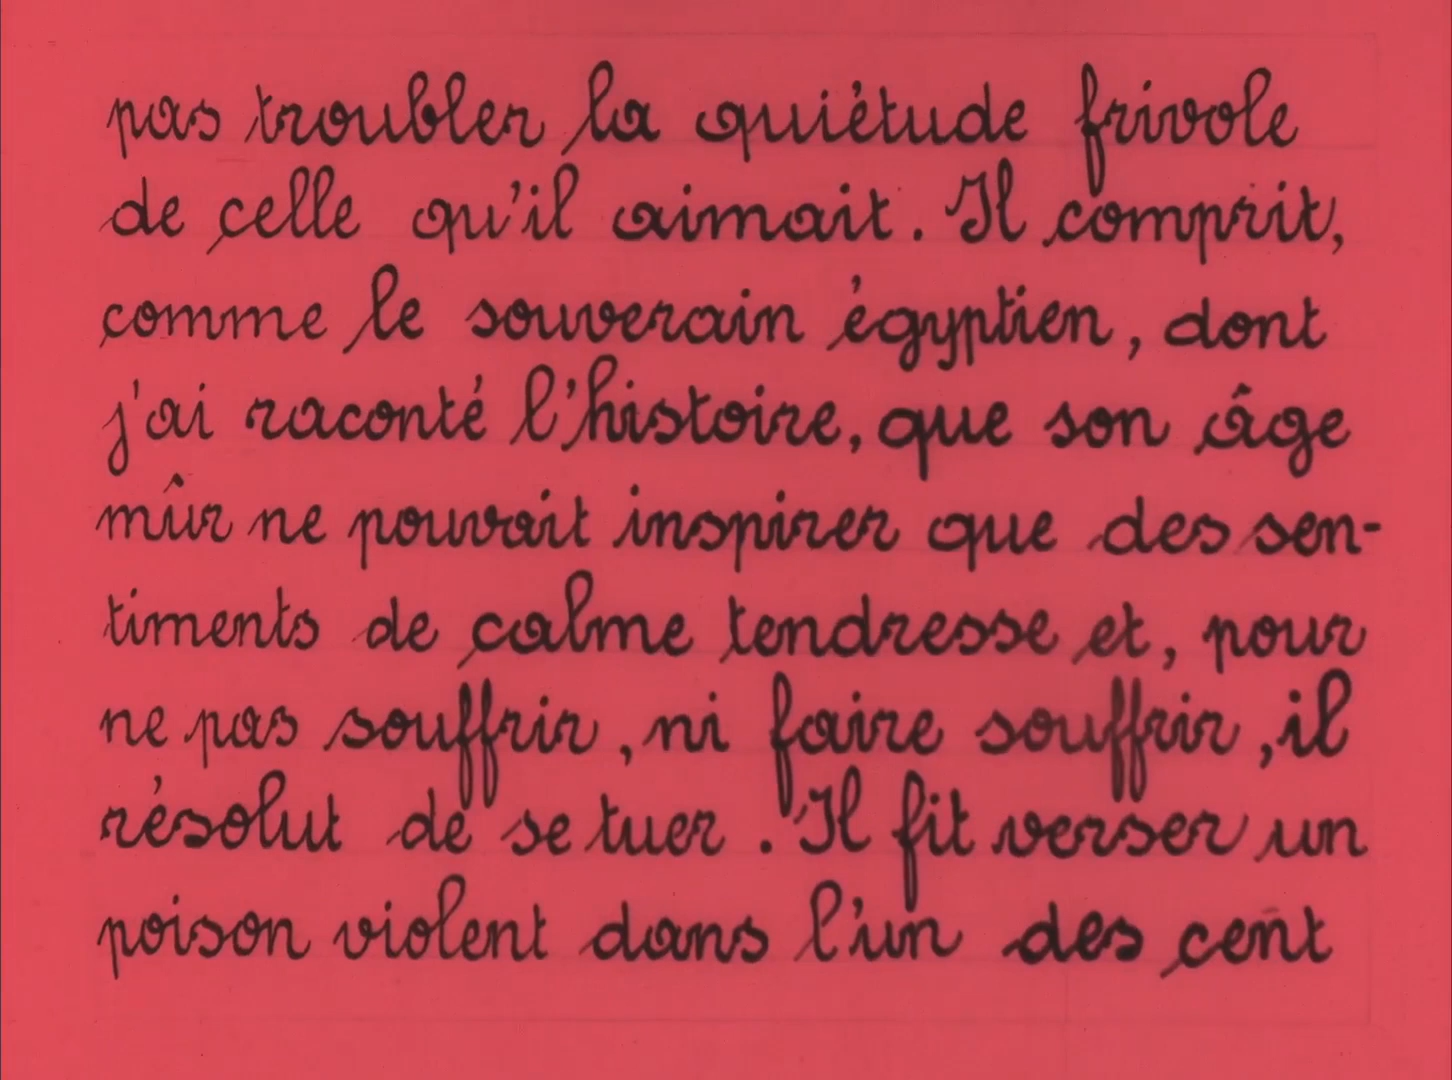 pas troubler la quiétude frivole
de celle qu'il aimait. Il comprit,
comme le souverain égyptien, dont
j'ai raconté l'histoire, que son âge
mûr ne pouvait inspirer que des sen-
timents de calme tendresse et, pour
ne pas souffrir, ni faire souffrir, il
résolut de se tuer. Il fit verser un
poison violent dans l'un des cent